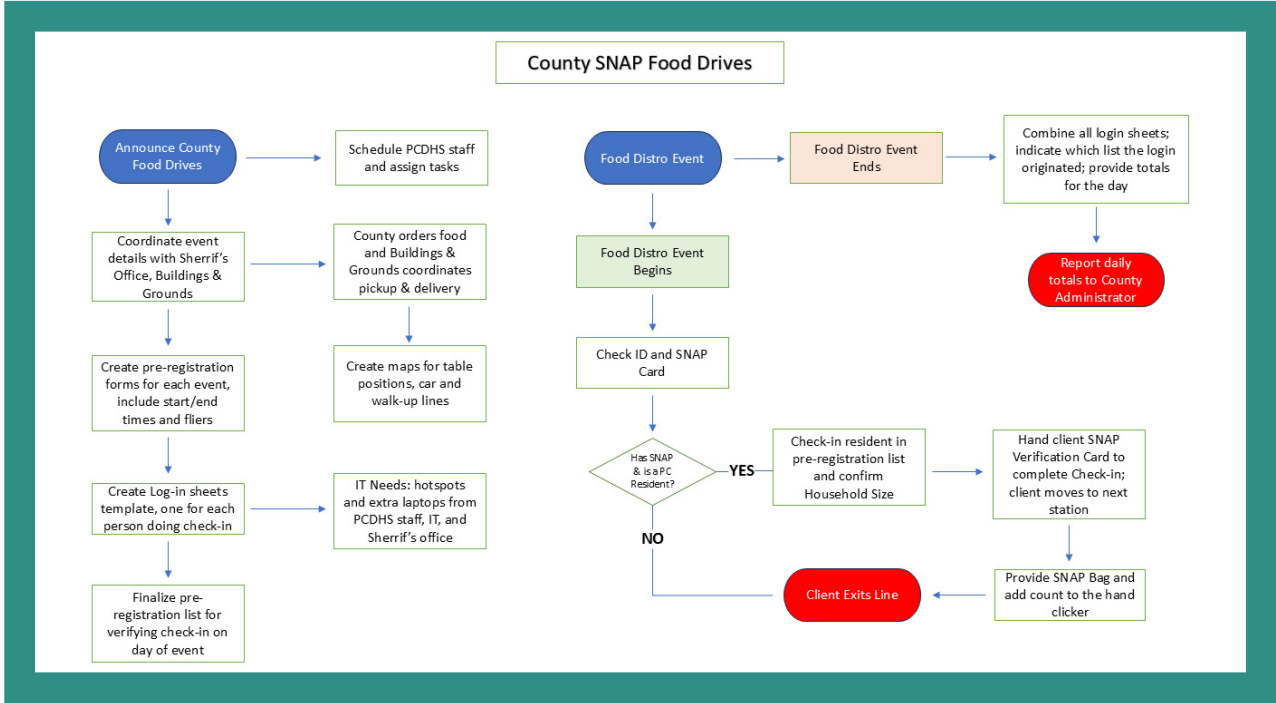 County SNAP Food Drives
Announce County
Food Drives
Schedule PCDHS staff
and assign tasks
Coordinate event
details with Sherrif's
Office, Buildings &
Grounds
County orders food
and Buildings &
Grounds coordinates
pickup & delivery
Create pre-registration
forms for each event,
include start/end
times and fliers
Create maps for table
positions, car and
walk-up lines
Create Log-in sheets
template, one for each
person doing check-in
IT Needs: hotspots
and extra laptops from
PCDHS staff, IT, and
Sherrif's office
Finalize pre-
registration list for
verifying check-in on
day of event
Food Distro Event
Food Distro Event
Ends
Combine all login sheets;
indicate which list the login
originated; provide totals
for the day
Report daily
totals to County
Administrator
Food Distro Event
Begins
Check ID and SNAP
Card
Has SNAP
& is a PC
Resident?
YES
Check-in resident in
pre-registration list
and confirm
Household Size
Hand client SNAP
Verification Card to
complete Check-in;
client moves to next
station
NO
Provide SNAP Bag and
add count to the hand
clicker
Client Exits Line